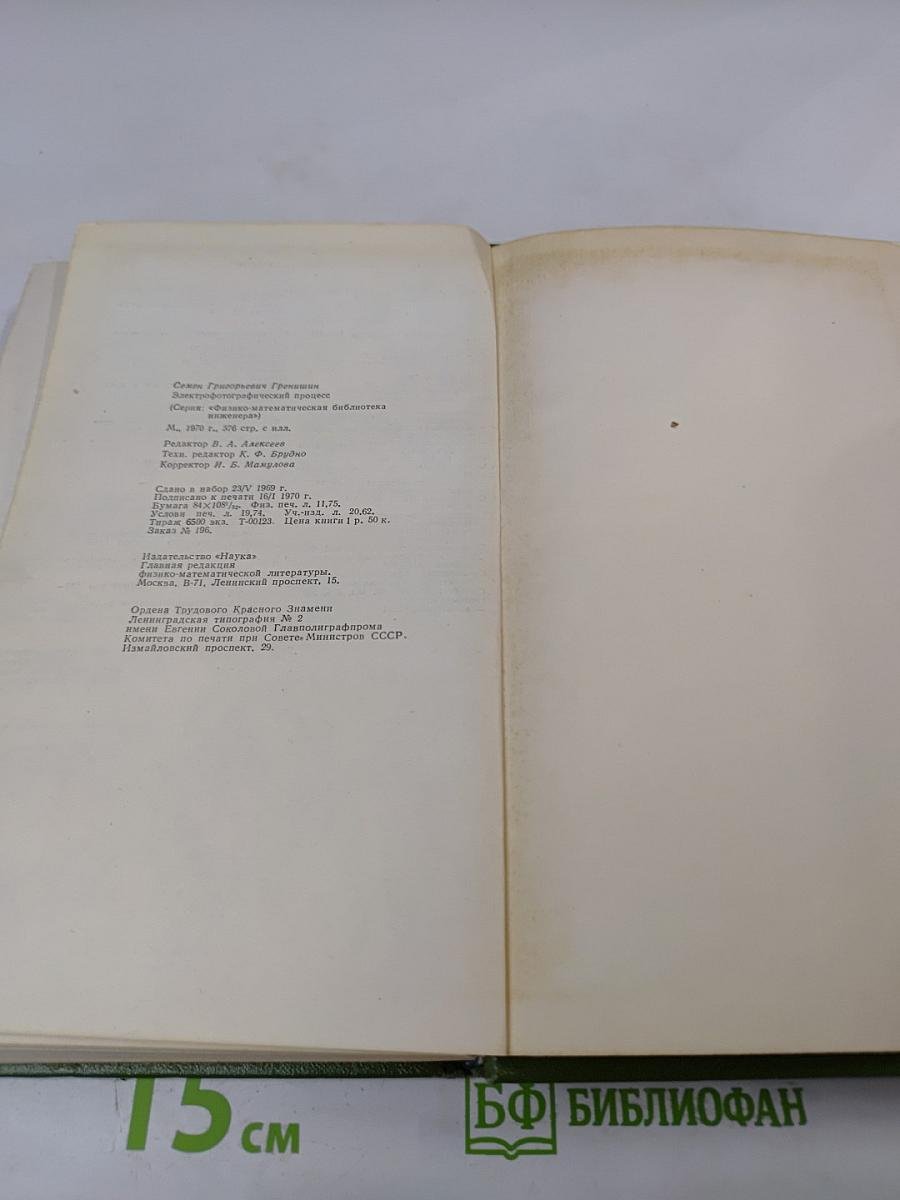 Семен Григорьевич Гренишин
Электрофотографический процесс
(Серия: «Физико-математическая библиотека
инженера»)
М., 1970 г., 376 стр. с илл.
Редактор В. А. Алексеев
Техн. редактор К. Ф. Брудно
Корректор И. Б. Мамулова
Сдано в набор 23/V 1969 г.
Подписано к печати 16/I 1970 г.
Бумага 84×108¹/₃₂. Физ. печ. л. 11,75.
Условн печ. л. 19,74. Уч.-изд. л. 20,62.
Тираж 6500 экз. Т-00123. Цена книги 1 р. 50 к.
Заказ № 196.
Издательство «Наука»
Главная редакция
физико-математической литературы.
Москва, В-71, Ленинский проспект, 15.
Ордена Трудового Красного Знамени
Ленинградская типография № 2
имени Евгении Соколовой Главполиграфпрома
Комитета по печати при Совете Министров СССР.
Измайловский проспект, 29.
15 см
БФ БИБЛИОФАН